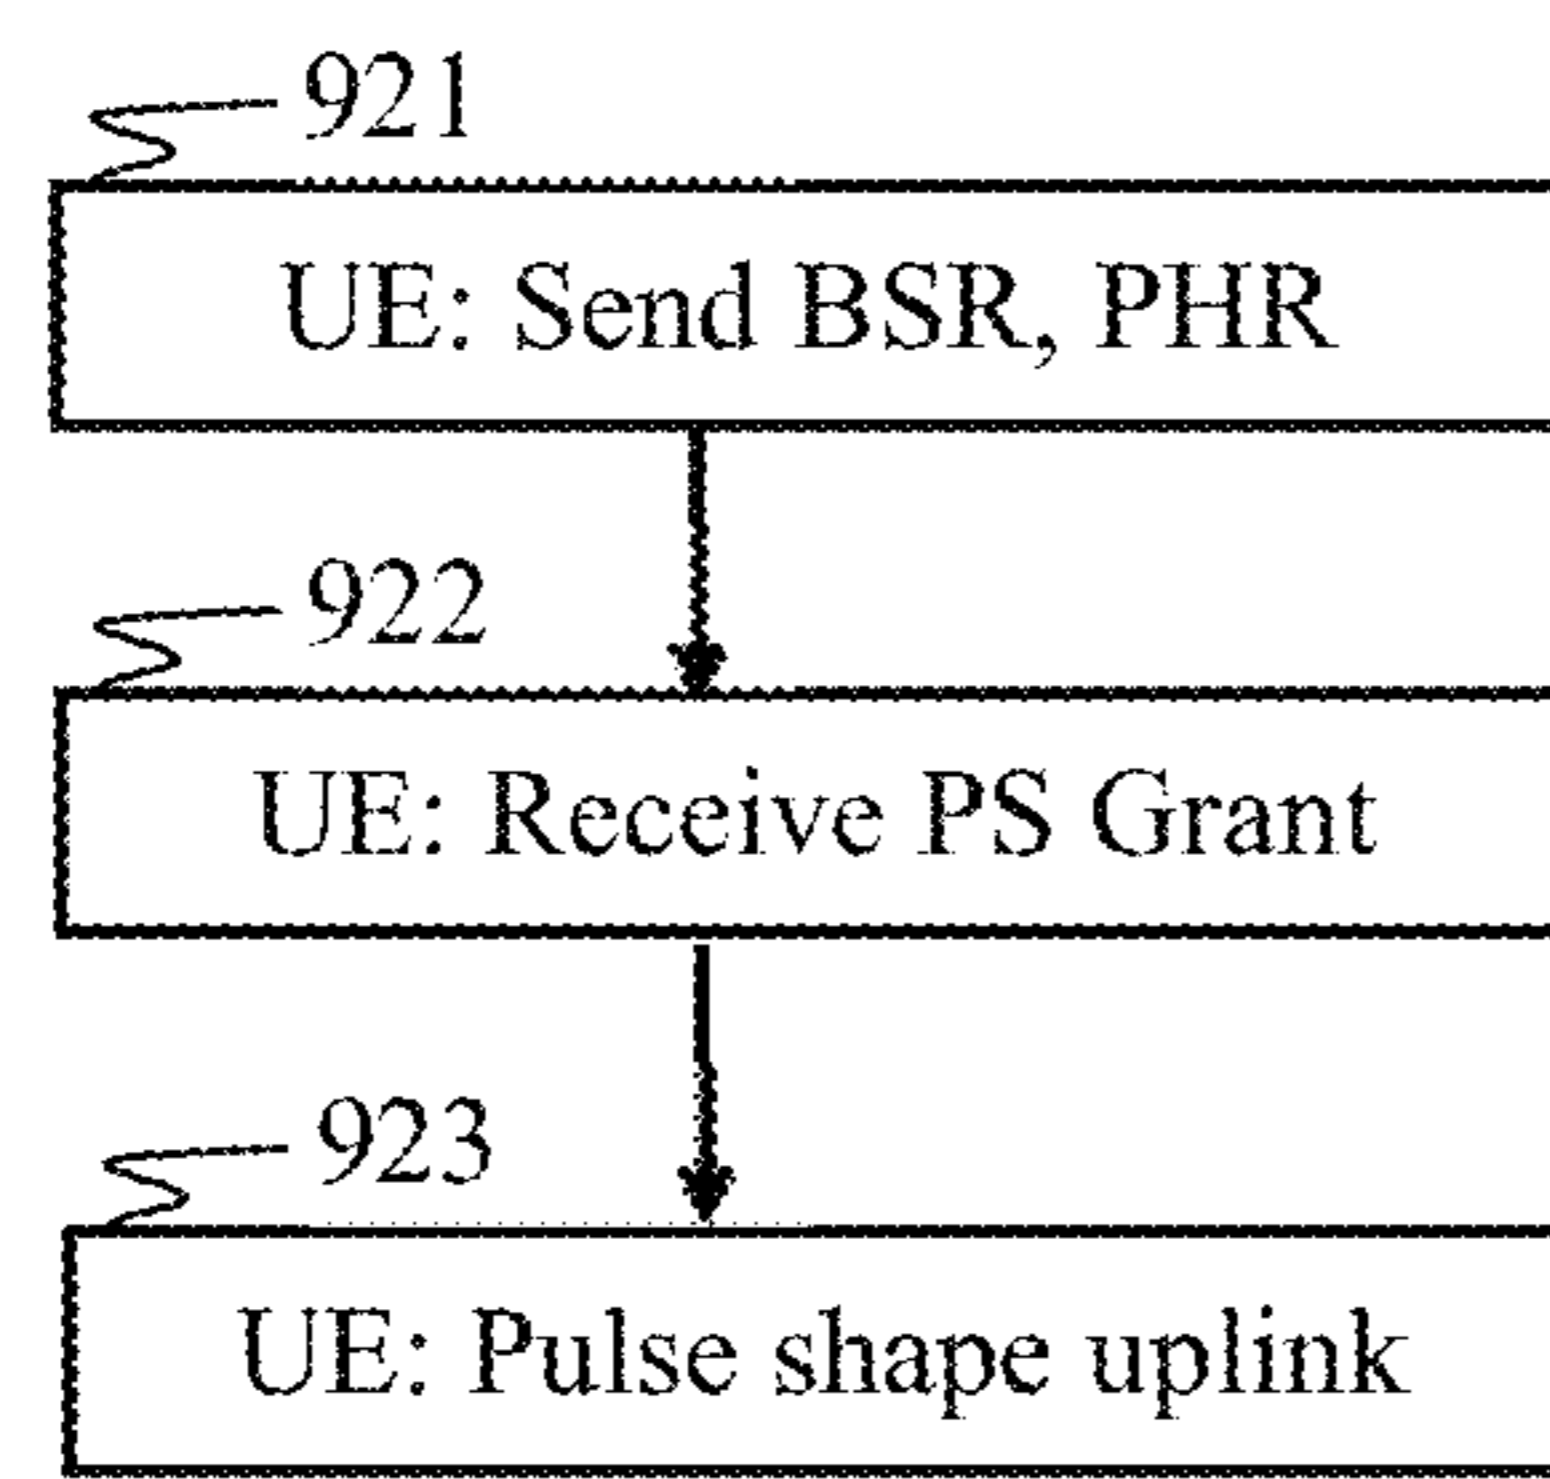 921
UE: Send BSR, PHR
922
UE: Receive PS Grant
923
UE: Pulse shape uplink